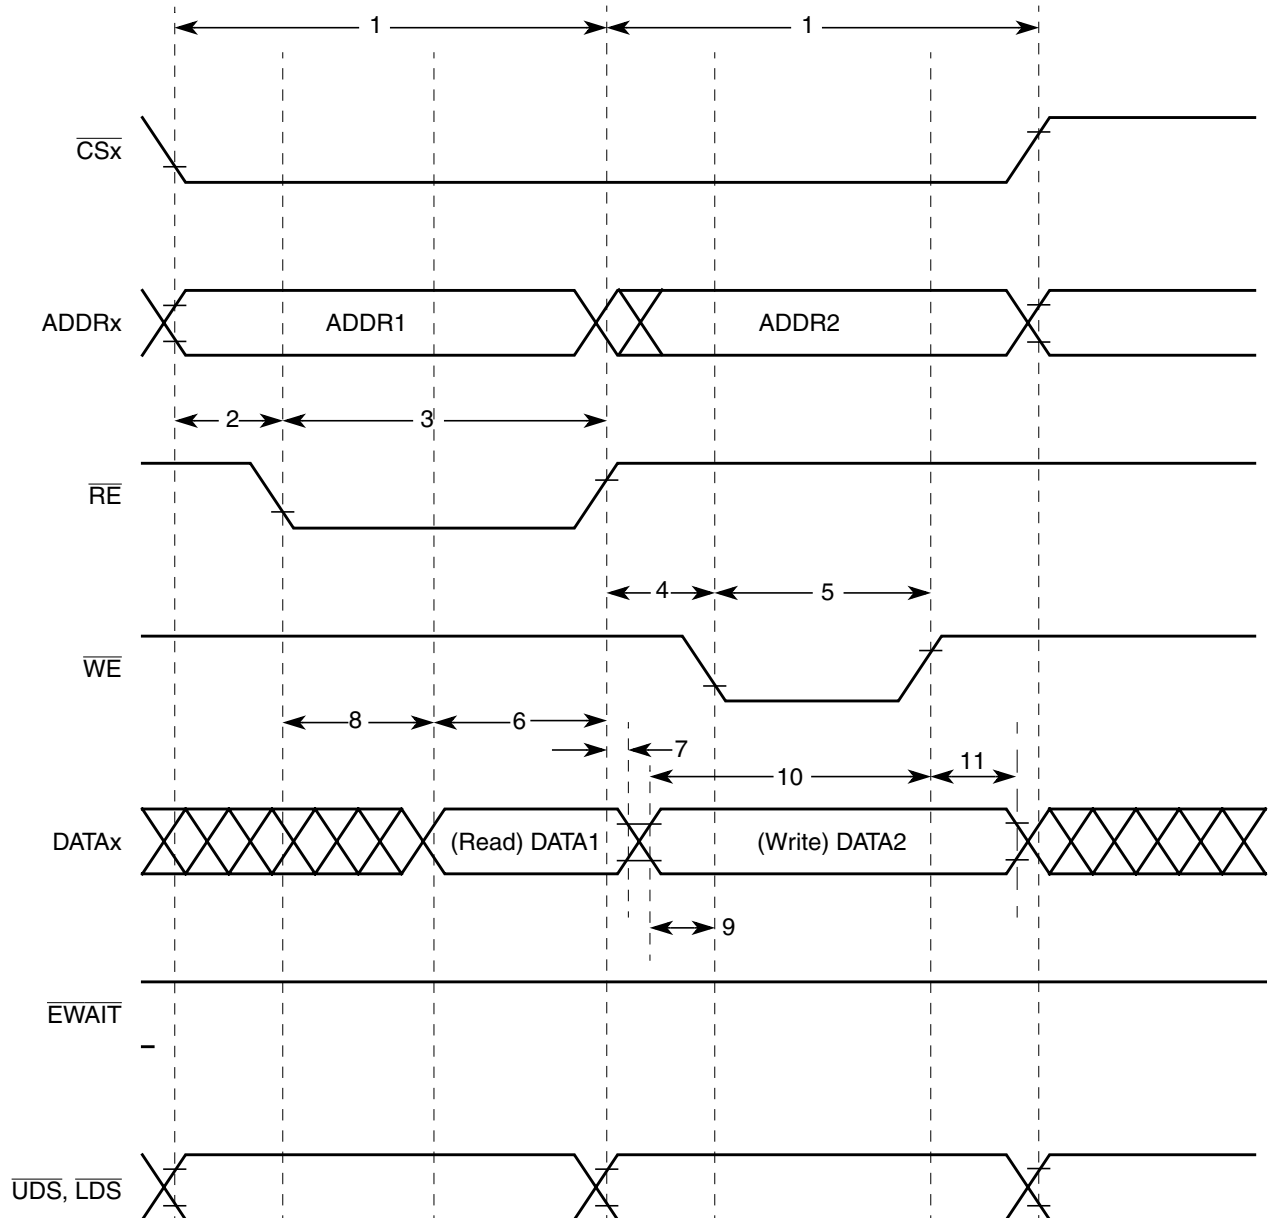 1 1
CSx
ADDRx ADDR1 ADDR2
2 3
RE
4 5
WE
8 6
7
10 11
DATAx (Read) DATA1 (Write) DATA2
9
EWAIT
UDS, LDS